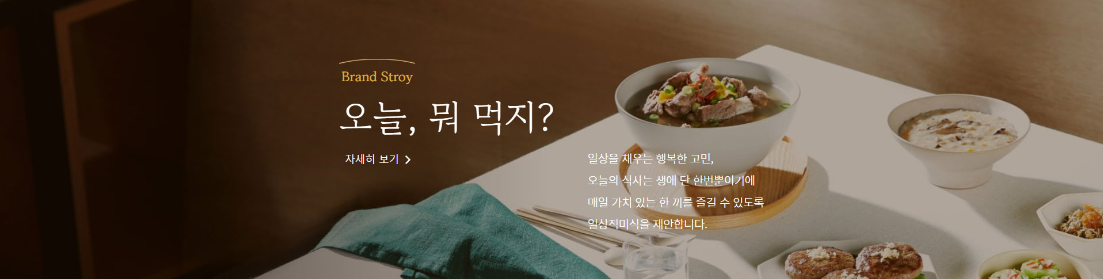 Brand Stroy
오늘, 뭐 먹지?
자세히 보기 >
일상을 채우는 행복한 고민,
오늘의 식사는 생에 단 한번뿐이기에
매일 가치 있는 한 끼를 즐길 수 있도록
일상적미식을 제안합니다.